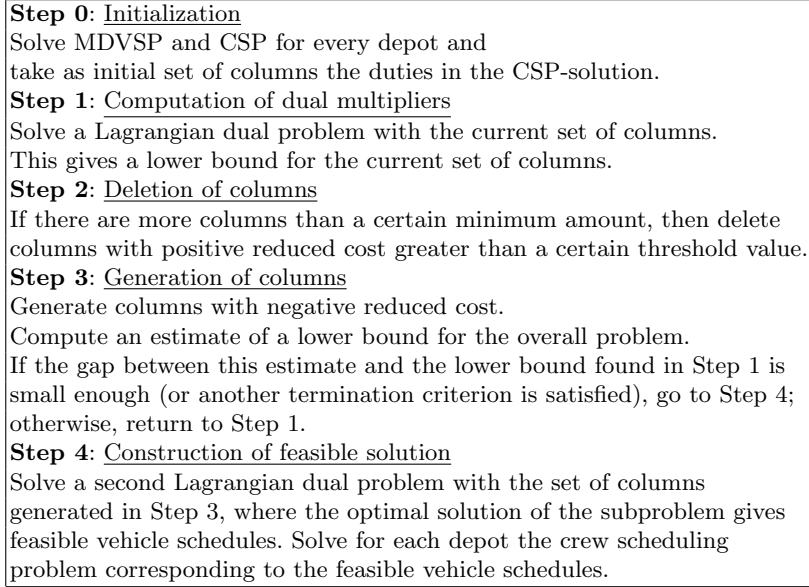 Step 0: Initialization
Solve MDVSP and CSP for every depot and
take as initial set of columns the duties in the CSP-solution.
Step 1: Computation of dual multipliers
Solve a Lagrangian dual problem with the current set of columns.
This gives a lower bound for the current set of columns.
Step 2: Deletion of columns
If there are more columns than a certain minimum amount, then delete
columns with positive reduced cost greater than a certain threshold value.
Step 3: Generation of columns
Generate columns with negative reduced cost.
Compute an estimate of a lower bound for the overall problem.
If the gap between this estimate and the lower bound found in Step 1 is
small enough (or another termination criterion is satisfied), go to Step 4;
otherwise, return to Step 1.
Step 4: Construction of feasible solution
Solve a second Lagrangian dual problem with the set of columns
generated in Step 3, where the optimal solution of the subproblem gives
feasible vehicle schedules. Solve for each depot the crew scheduling
problem corresponding to the feasible vehicle schedules.